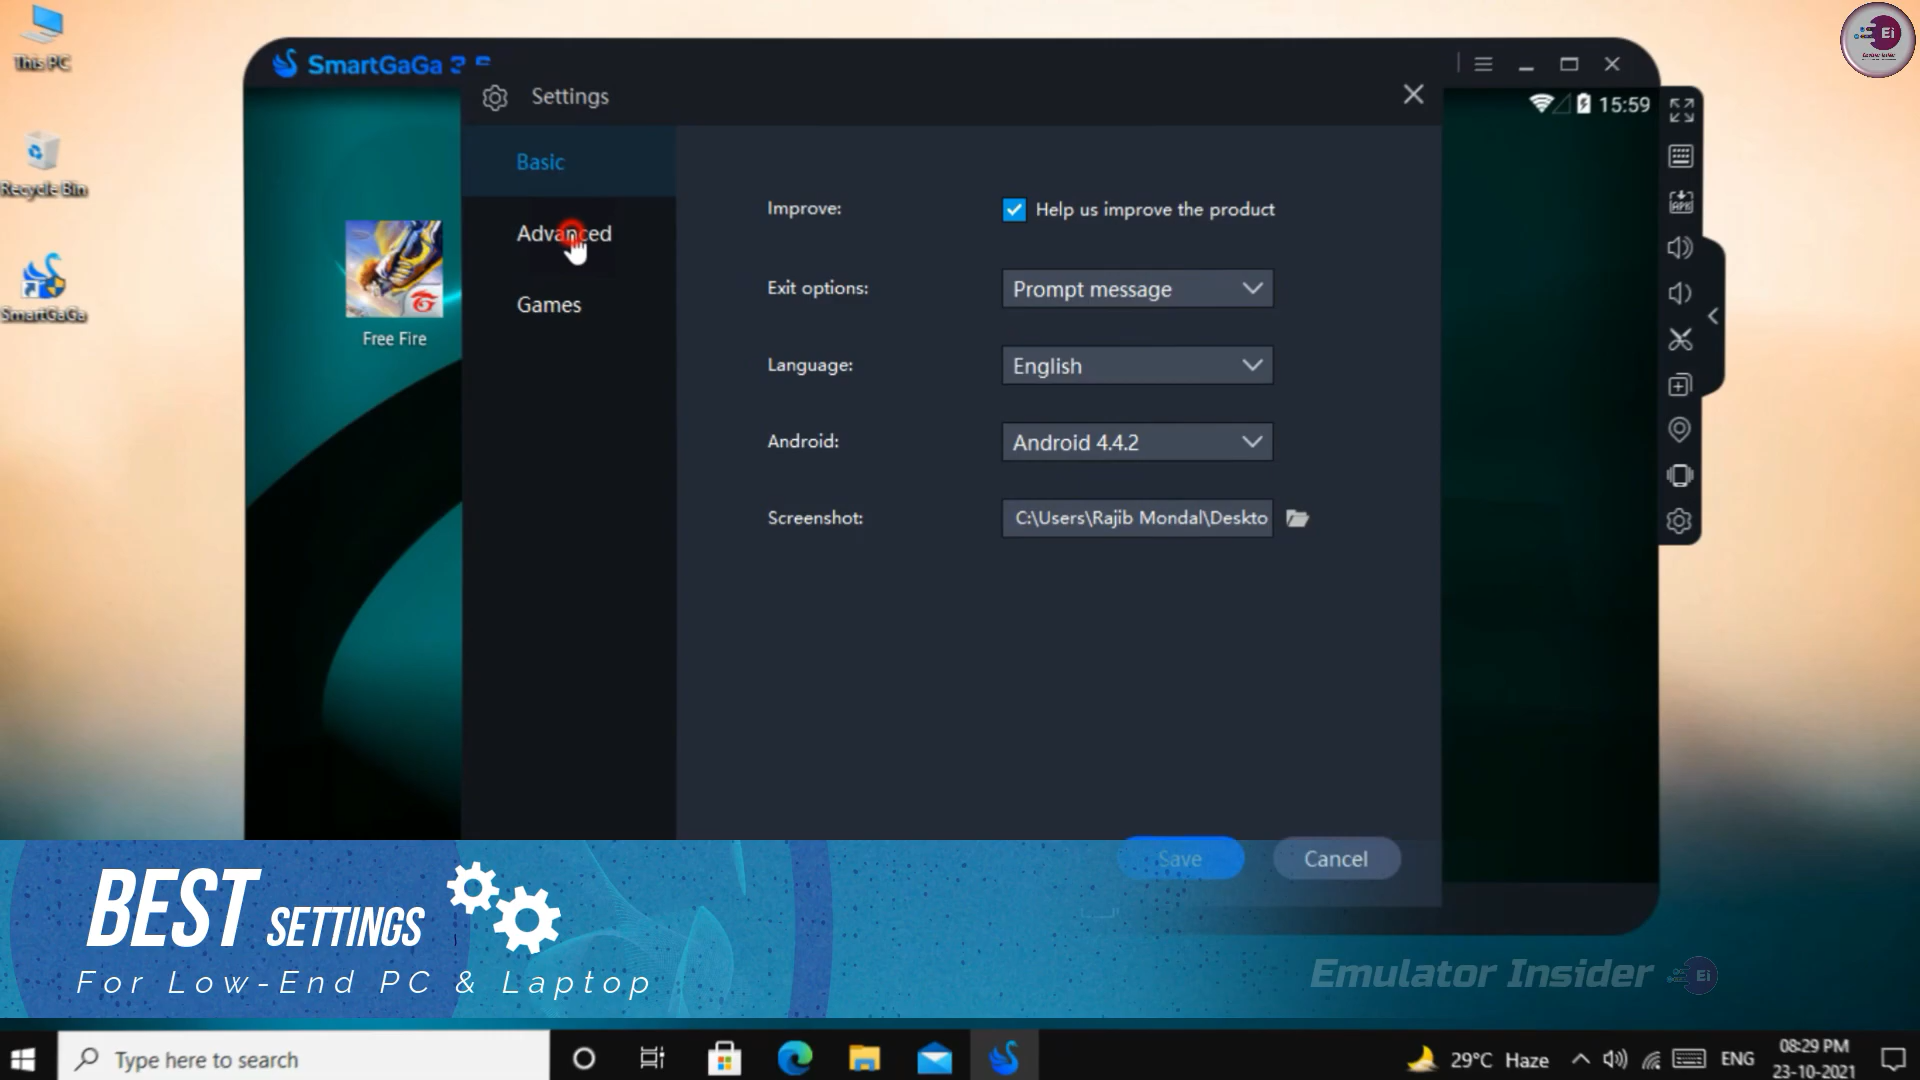 This PC
Recycle Bin
SmartGaGa
SmartGaGa
Settings
15:59
Basic
Advanced
Games
Free Fire
Improve:
Help us improve the product
Exit options:
Prompt message
Language:
English
Android:
Android 4.4.2
Screenshot:
C:\Users\Rajib Mondal\Deskto
APK
Save
Cancel
Ei
BEST SETTINGS
For Low-End PC & Laptop
Emulator Insider
Ei
Type here to search
29°C Haze
ENG
08:29 PM
23-10-2021